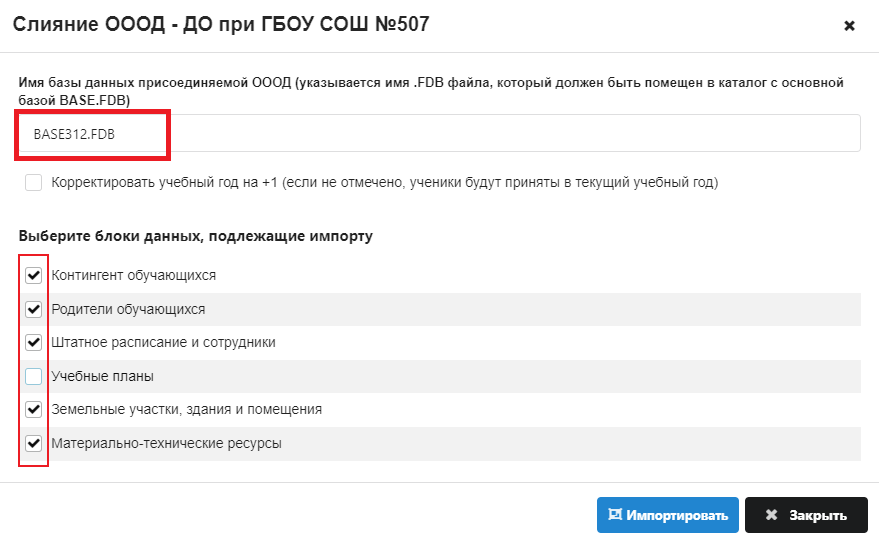 Слияние ОООД - ДО при ГБОУ СОШ №507
Имя базы данных присоединяемой ОООД (указывается имя .FDB файла, который должен быть помещен в каталог с основной
базой BASE.FDB)
BASE312.FDB
Корректировать учебный год на +1 (если не отмечено, ученики будут приняты в текущий учебный год)
Выберите блоки данных, подлежащие импорту
Контингент обучающихся
Родители обучающихся
Штатное расписание и сотрудники
Учебные планы
Земельные участки, здания и помещения
Материально-технические ресурсы
Импортировать
Закрыть